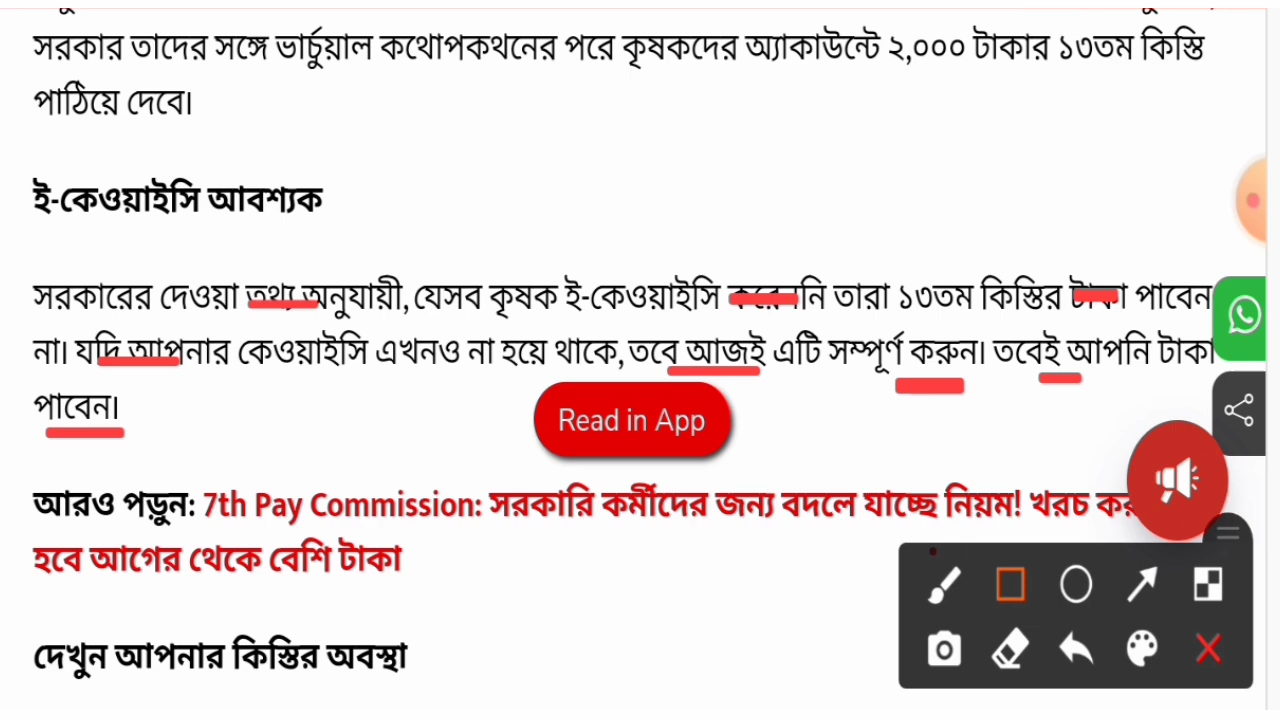 সরকার তাদের সঙ্গে ভার্চুয়াল কথোপকথনের পরে কৃষকদের অ্যাকাউন্টে ২,০০০ টাকার ১৩তম কিস্তি
পাঠিয়ে দেবে।
ই-কেওয়াইসি আবশ্যক
সরকারের দেওয়া তথ্য অনুযায়ী, যেসব কৃষক ই-কেওয়াইসি করেননি তারা ১৩তম কিস্তির টাকা পাবেন
না। যদি আপনার কেওয়াইসি এখনও না হয়ে থাকে, তবে আজই এটি সম্পূর্ণ করুন। তবেই আপনি টাকা
পাবেন।
Read in App
আরও পড়ুন: 7th Pay Commission: সরকারি কর্মীদের জন্য বদলে যাচ্ছে নিয়ম! খরচ
হবে আগের থেকে বেশি টাকা
দেখুন আপনার কিস্তির অবস্থা